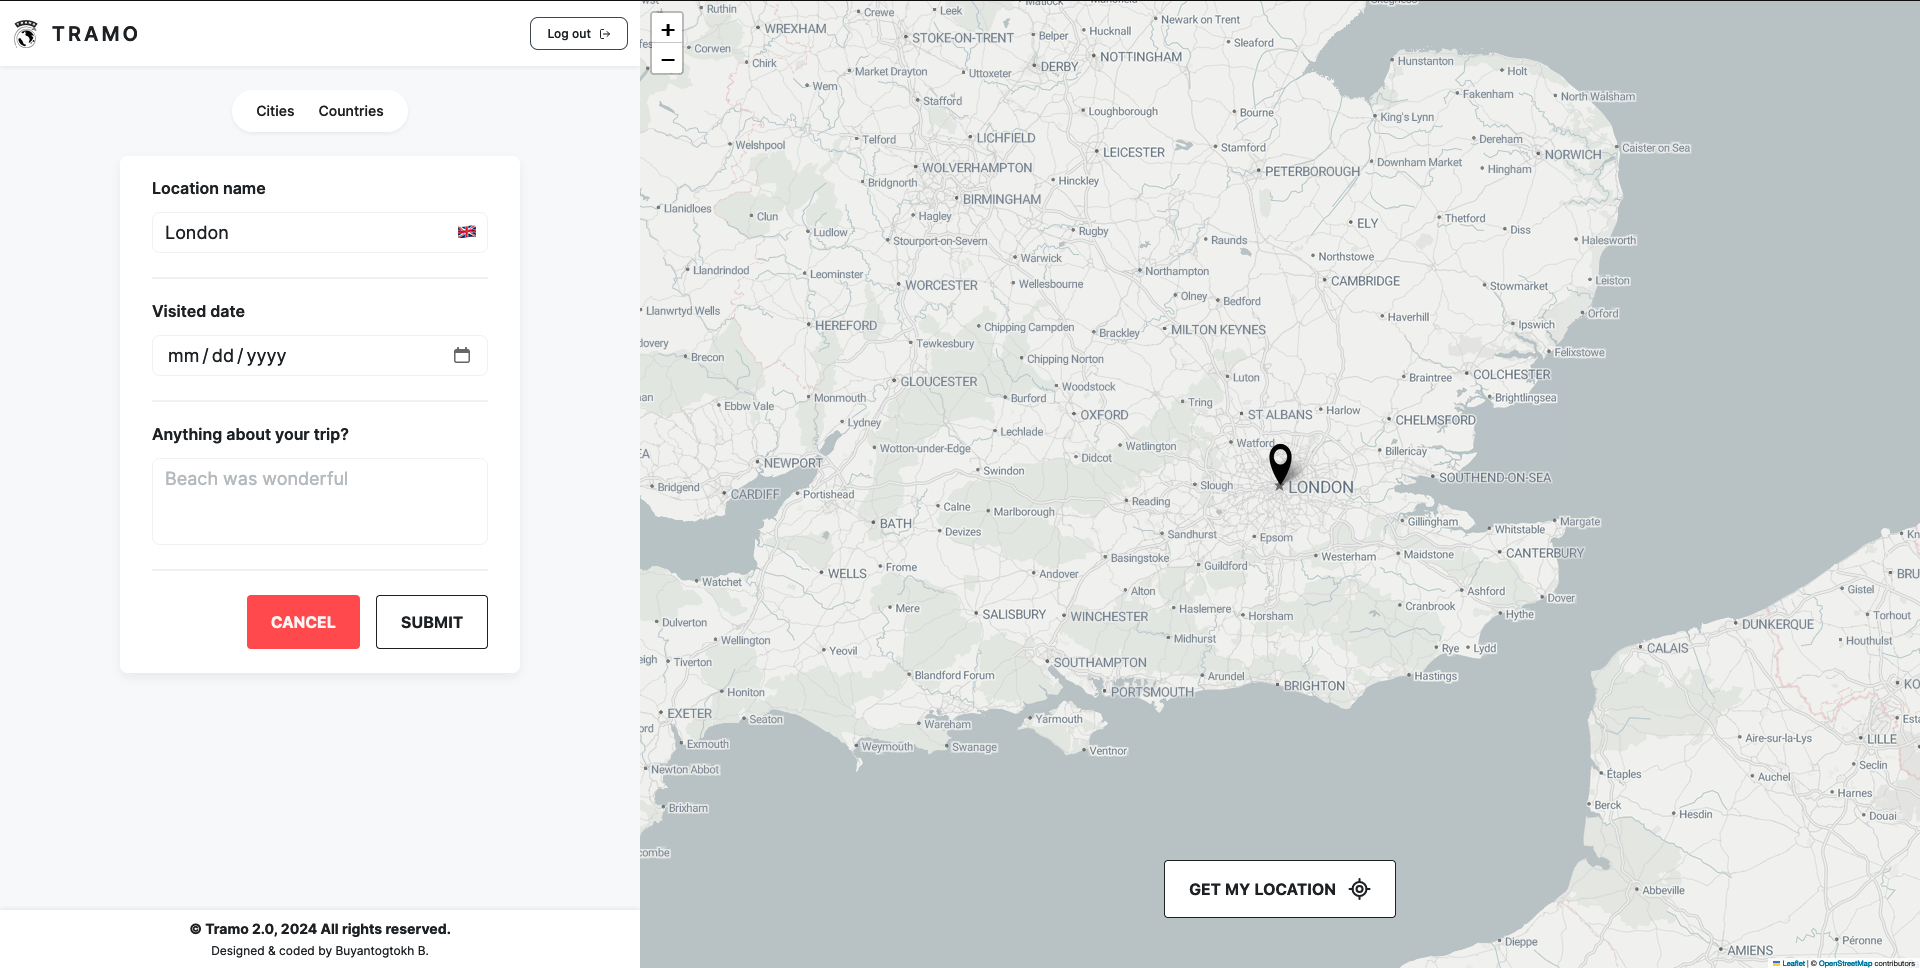 TRAMO
Log out
Cities Countries
Location name
London
Visited date
mm/dd/yyyy
Anything about your trip?
Beach was wonderful
CANCEL SUBMIT
© Tramo 2.0, 2024 All rights reserved.
Designed & coded by Buyantogtokh B.
+
−
Ruthin
Crewe
Leek
Matlock
Newark on Trent
Skegness
WREXHAM
STOKE-ON-TRENT
Belper
Hucknall
Sleaford
Corwen
Chirk
Market Drayton
Uttoxeter
DERBY
NOTTINGHAM
Hunstanton
Holt
Wem
Stafford
Loughborough
Bourne
Fakenham
North Walsham
King's Lynn
Telford
LICHFIELD
Welshpool
LEICESTER
Stamford
Dereham
NORWICH
Caister on Sea
WOLVERHAMPTON
PETERBOROUGH
Downham Market
Hingham
Bridgnorth
Hinckley
BIRMINGHAM
Llanidloes
Clun
Hagley
ELY
Thetford
Ludlow
Stourport-on-Severn
Rugby
Raunds
Diss
Halesworth
Warwick
Northstowe
Llandrindod
Leominster
WORCESTER
Wellesbourne
Northampton
CAMBRIDGE
Stowmarket
Leiston
Olney
Bedford
Llanwrtyd Wells
HEREFORD
Chipping Campden
Brackley
MILTON KEYNES
Haverhill
Ipswich
Orford
dovery
Brecon
Tewkesbury
Chipping Norton
Felixstowe
GLOUCESTER
Woodstock
Luton
Braintree
COLCHESTER
Ebbw Vale
Monmouth
Burford
OXFORD
Tring
ST ALBANS
Harlow
CHELMSFORD
Brightlingsea
Lydney
Lechlade
Wotton-under-Edge
Watlington
Watford
Billericay
Didcot
NEWPORT
Swindon
Bridgend
CARDIFF
Portishead
Slough
LONDON
SOUTHEND-ON-SEA
Calne
Marlborough
Reading
BATH
Devizes
Sandhurst
Epsom
Gillingham
Whitstable
Margate
Basingstoke
Westerham
Maidstone
CANTERBURY
Watchet
WELLS
Frome
Andover
Guildford
Alton
Ashford
Dover
Mere
SALISBURY
WINCHESTER
Haslemere
Horsham
Cranbrook
Hythe
Dulverton
Wellington
Midhurst
Tiverton
Yeovil
SOUTHAMPTON
Rye
Lydd
Blandford Forum
Arundel
Hastings
Honiton
PORTSMOUTH
BRIGHTON
EXETER
Seaton
Wareham
Yarmouth
Exmouth
Weymouth
Swanage
Ventnor
Newton Abbot
Brixham
combe
CALAIS
DUNKERQUE
Gistel
Torhout
Houthulst
Aire-sur-la-Lys
LILLE
Seclin
Étaples
Auchel
Harnes
Berck
Hesdin
Douai
Abbeville
Dieppe
AMIENS
Péronne
GET MY LOCATION
Leaflet | © OpenStreetMap contributors